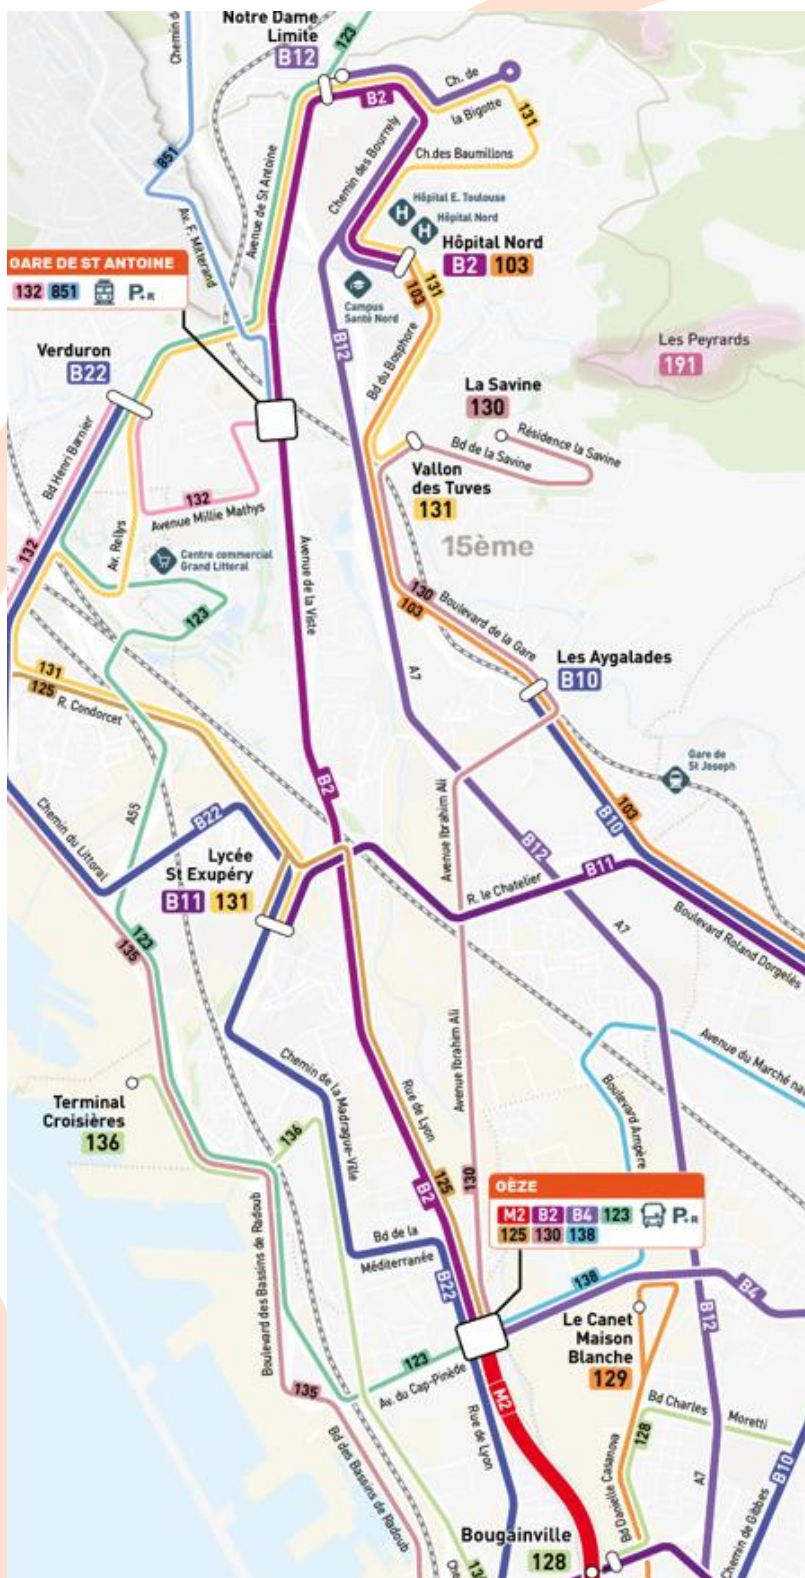 Notre Dame
Limite
B12
123
Chemin d
B2
Ch. de
la Bigotte
131
851
Avenue de St Antoine
Chemin des Bourrely
Ch.des Baumillons
Hôpital E. Toulouse
Hôpital Nord
Av. F. Mitterand
Hôpital Nord
B2 103
GARE DE ST ANTOINE
132 851 P+R
131
103
Campus
Santé Nord
B12
Bd du Bosphore
Verduron
B22
Les Peyrards
191
La Savine
130
Résidence la Savine
Bd de la Savine
Bd Henri Barnier
Vallon
des Tuves
131
132
Avenue Millie Mathys
Av. Rellys
132
Centre commercial
Grand Littoral
Avenue de la Viste
15ème
123
130
103
Boulevard de la Gare
Les Aygalades
B10
A7
131
125
R. Condorcet
Gare de
St Joseph
B2
Chemin du Littoral
A55
B22
Avenue Ibrahim Ali
B12
B10
103
Lycée
St Exupéry
B11 131
R. le Chatelier
B11
A7
Boulevard Roland Dorgelès
123
135
Avenue Ibrahim Ali
Avenue du Marché na
Chemin de la Madrague-Ville
Rue de Lyon
Boulevard Ampère
Terminal
Croisières
136
136
125
B2
130
GÈZE
M2 B2 B4 123 P+R
125 130 138
Boulevard des Bassins de Radoub
Bd de la
Méditerranée
B22
138
B4
B12
Le Canet
Maison
Blanche
129
123
Av. du Cap-Pinède
135
M2
Bd des Bassins de Radoub
Rue de Lyon
Bd Charles Moretti
128
Bd Danielle Casanova
A7
B10
Chemin de Gibbes
Bougainville
128
Che